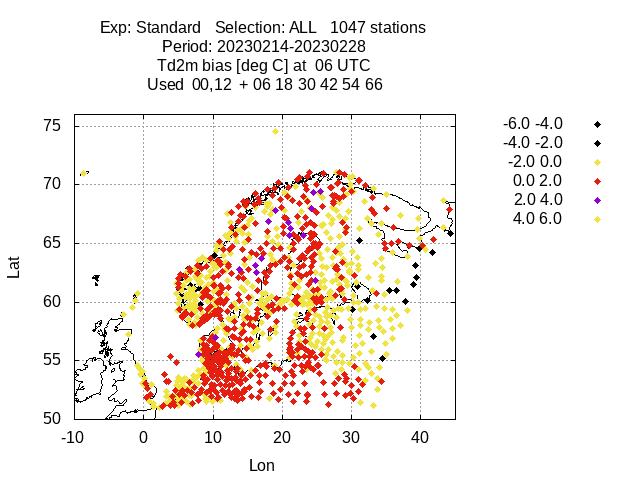 Exp: Standard   Selection: ALL   1047 stations
Period: 20230214-20230228
Td2m bias [deg C] at  06 UTC
Used  00,12  + 06 18 30 42 54 66
-6.0 -4.0
-4.0 -2.0
-2.0 0.0
0.0 2.0
2.0 4.0
4.0 6.0
75
70
65
60
55
50
Lat
-10 0 10 20 30 40
Lon